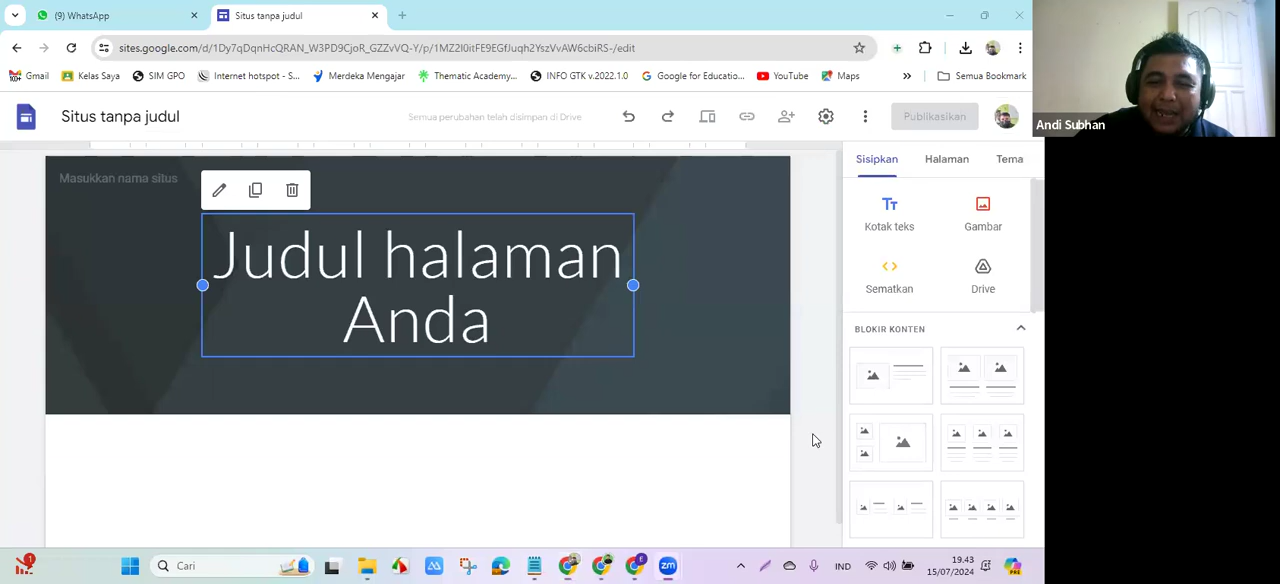 (9) WhatsApp
Situs tanpa judul
sites.google.com/d/1Dy7qDqnHcQRAN_W3PD9CjoR_GZZvVQ-Y/p/1MZ2I0itFE9EGfJuqh2YszVvAW6cbiRS-/edit
Gmail
Kelas Saya
SIM GPO
Internet hotspot - S...
Merdeka Mengajar
Thematic Academy...
INFO GTK v.2022.1.0
Google for Educatio...
YouTube
Maps
Semua Bookmark
Situs tanpa judul
Semua perubahan telah disimpan di Drive
Publikasikan
Andi Subhan
Sisipkan
Halaman
Tema
Masukkan nama situs
Judul halaman
Anda
Kotak teks
Gambar
Sematkan
Drive
BLOKIR KONTEN
1
Cari
zm
IND
19.43
15/07/2024
PRE